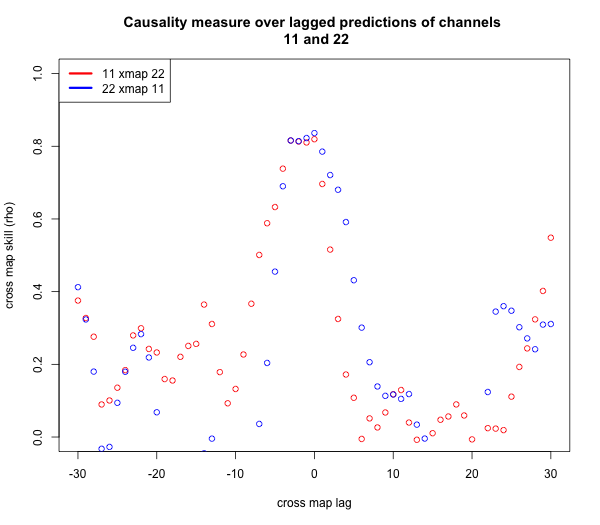 Causality measure over lagged predictions of channels
11 and 22
11 xmap 22
22 xmap 11
1.0
0.8
0.6
0.4
0.2
0.0
cross map skill (rho)
-30
-20
-10
0
10
20
30
cross map lag